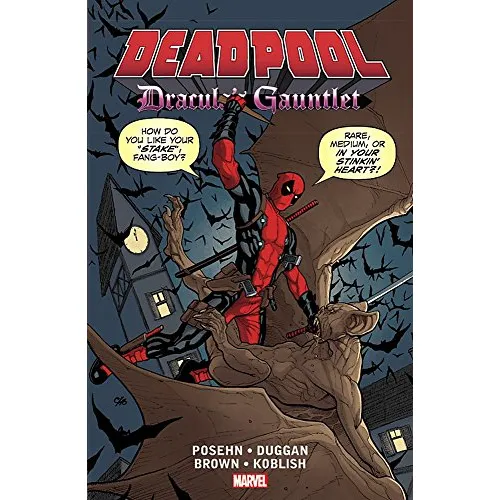 DEADPOOL
Dracula's Gauntlet
HOW DO
YOU LIKE YOUR
"STAKE",
FANG-BOY?
RARE,
MEDIUM, OR
IN YOUR
STINKIN'
HEART?!
POSEHN • DUGGAN
BROWN • KOBLISH
MARVEL